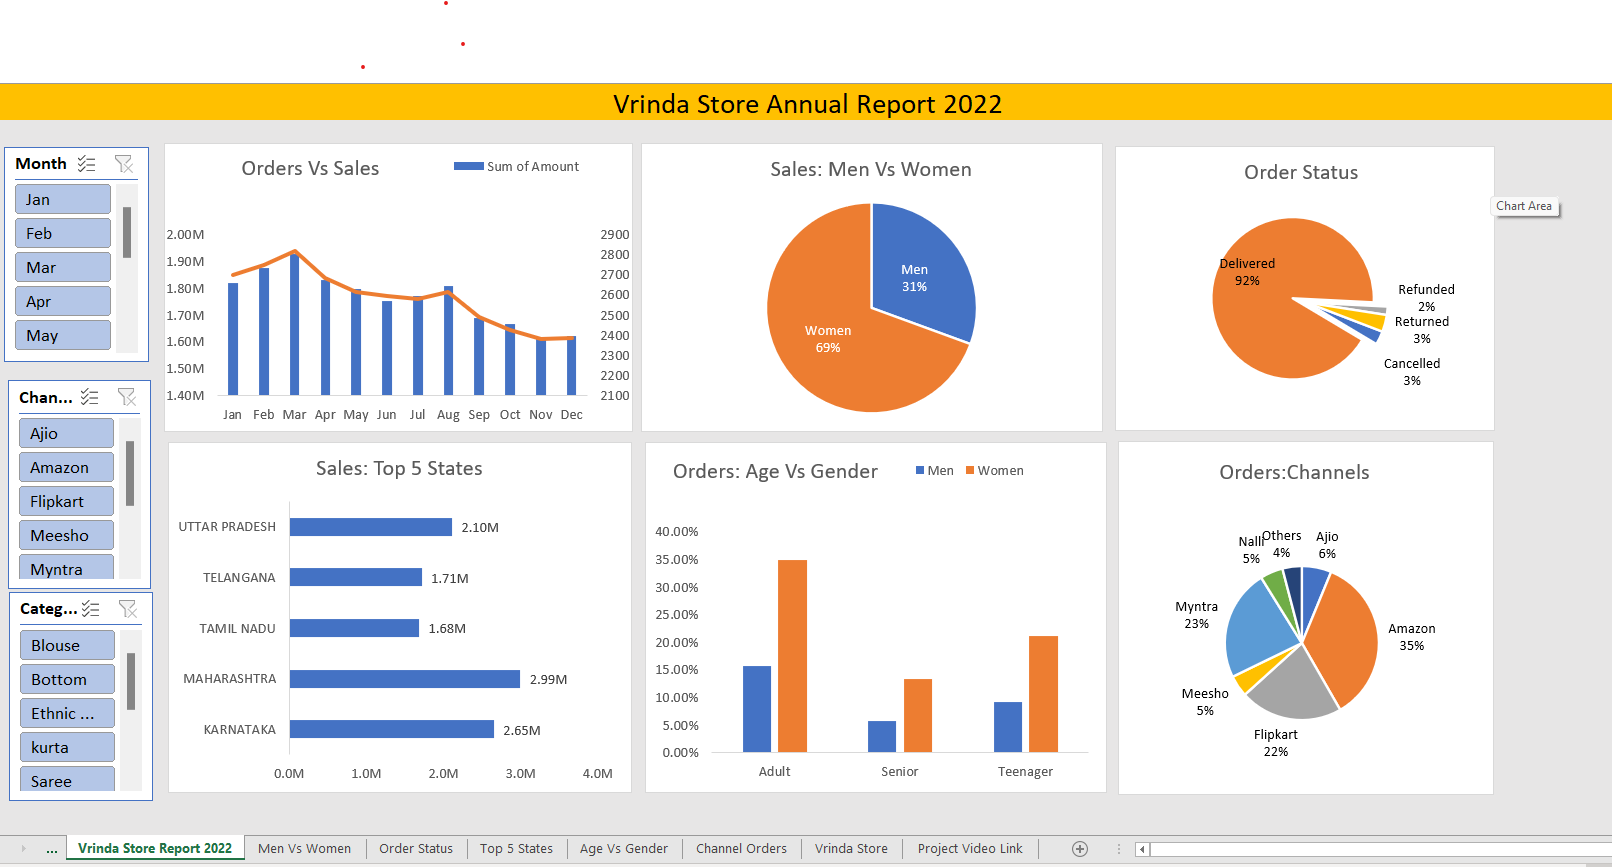 Vrinda Store Annual Report 2022
Month
Jan
Feb
Mar
Apr
May
Chan...
Ajio
Amazon
Flipkart
Meesho
Myntra
Categ...
Blouse
Bottom
Ethnic ...
kurta
Saree
Orders Vs Sales
Sum of Amount
2.00M
1.90M
1.80M
1.70M
1.60M
1.50M
1.40M
2900
2800
2700
2600
2500
2400
2300
2200
2100
Jan Feb Mar Apr May Jun Jul Aug Sep Oct Nov Dec
Sales: Men Vs Women
Men
31%
Women
69%
Order Status
Chart Area
Delivered
92%
Refunded
2%
Returned
3%
Cancelled
3%
Sales: Top 5 States
UTTAR PRADESH 2.10M
TELANGANA 1.71M
TAMIL NADU 1.68M
MAHARASHTRA 2.99M
KARNATAKA 2.65M
0.0M 1.0M 2.0M 3.0M 4.0M
Orders: Age Vs Gender
Men Women
40.00%
35.00%
30.00%
25.00%
20.00%
15.00%
10.00%
5.00%
0.00%
Adult Senior Teenager
Orders:Channels
Nalli
5%
Others
4%
Ajio
6%
Myntra
23%
Amazon
35%
Meesho
5%
Flipkart
22%
... Vrinda Store Report 2022 Men Vs Women Order Status Top 5 States Age Vs Gender Channel Orders Vrinda Store Project Video Link